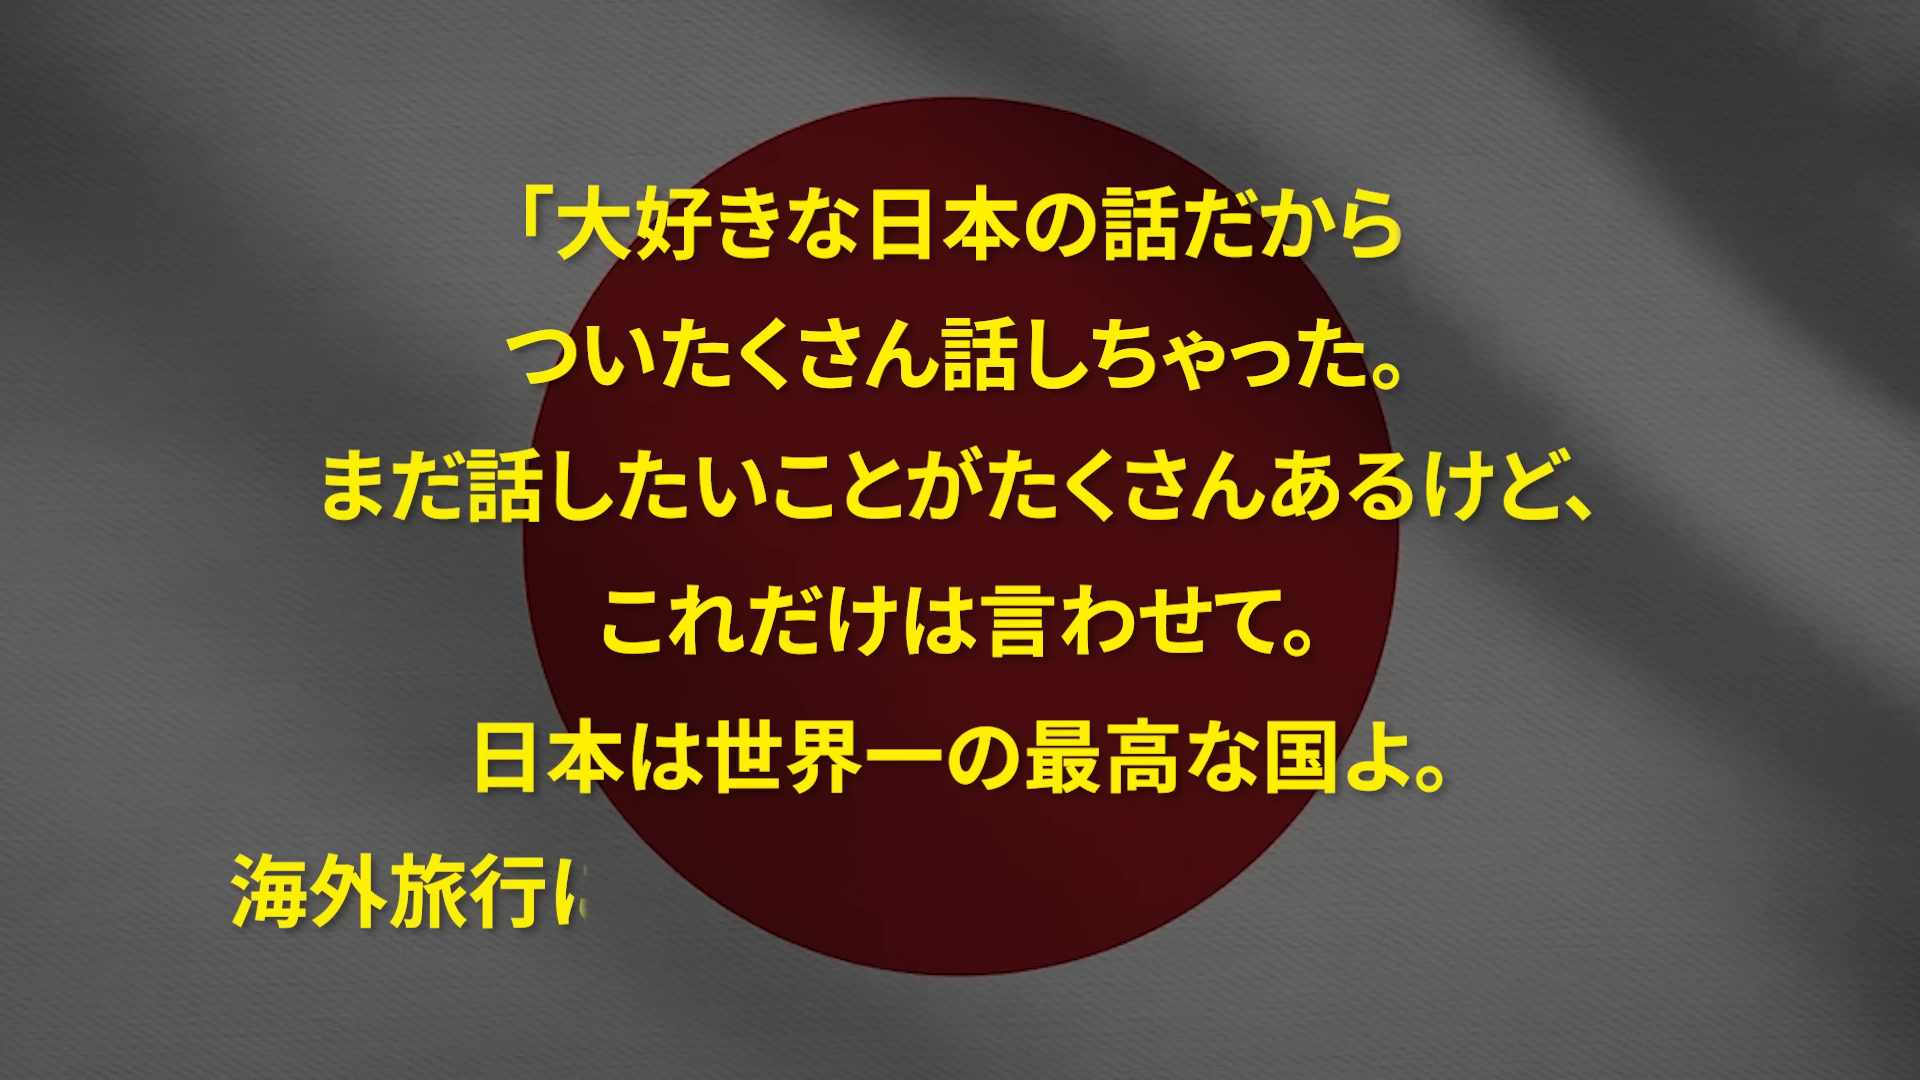 「大好きな日本の話だから
ついたくさん話しちゃった。
まだ話したいことがたくさんあるけど、
これだけは言わせて。
日本は世界一の最高な国よ。
海外旅行